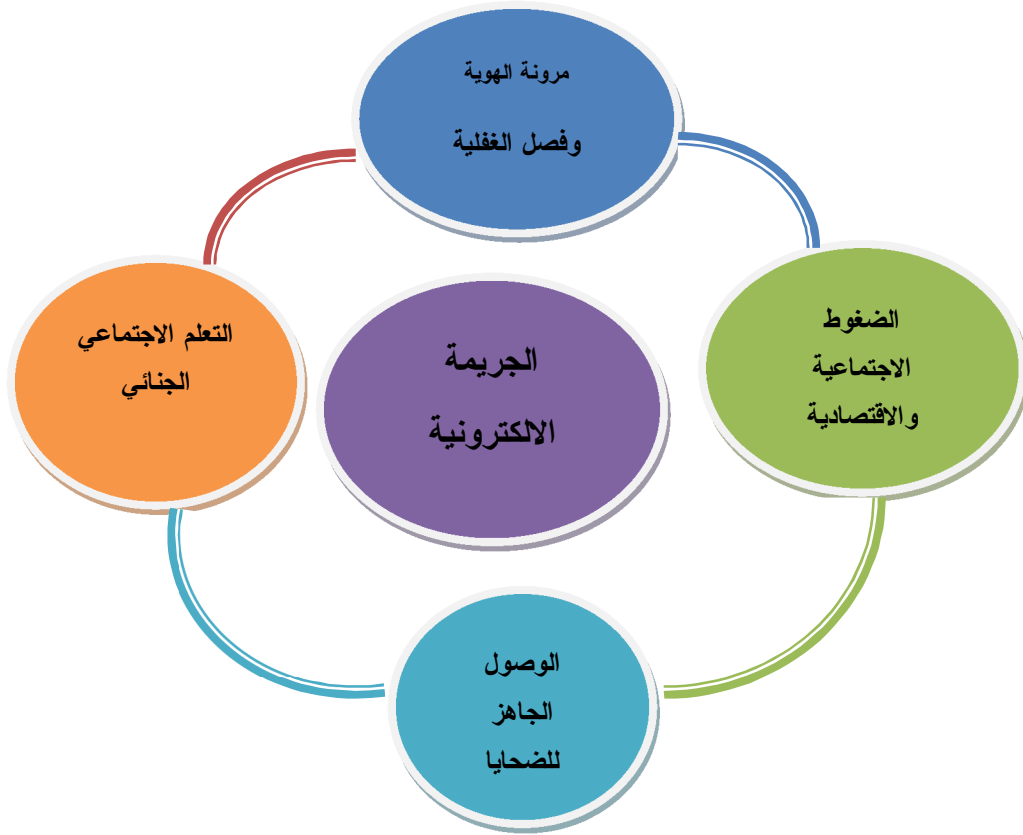 مرونة الهوية
وفصل الغفلية
الضغوط
الاجتماعية
والاقتصادية
التعلم الاجتماعي
الجنائي
الجريمة
الالكترونية
الوصول
الجاهز
للضحايا